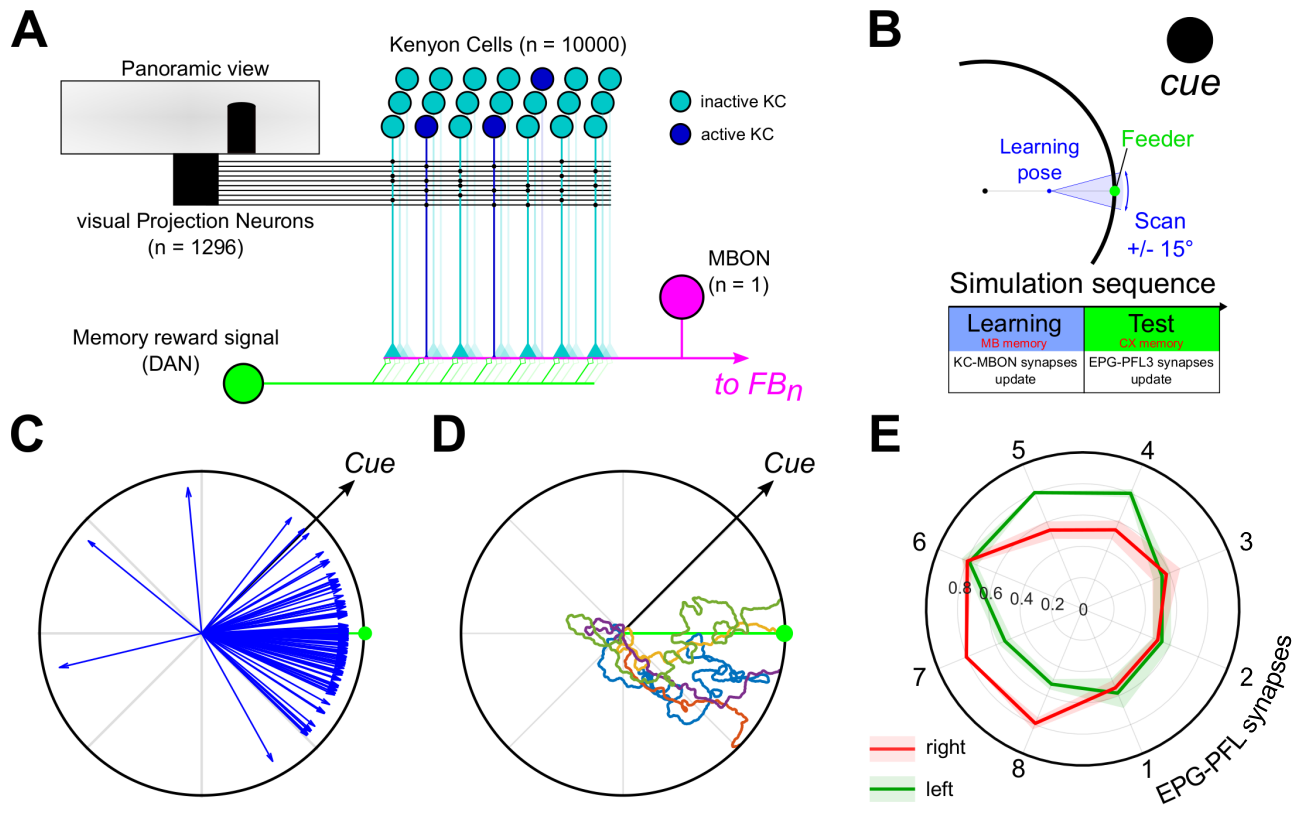 A
Panoramic view
visual Projection Neurons
(n = 1296)
Kenyon Cells (n = 10000)
inactive KC
active KC
MBON
(n = 1)
Memory reward signal
(DAN)
to FBn
B
cue
Feeder
Learning
pose
Scan
+/- 15°
Simulation sequence
Learning
MB memory
KC-MBON synapses
update
Test
CX memory
EPG-PFL3 synapses
update
C
Cue
D
Cue
E
5
4
6
3
0.8
0.6
0.4
0.2
0
7
2
8
1
EPG-PFL synapses
right
left